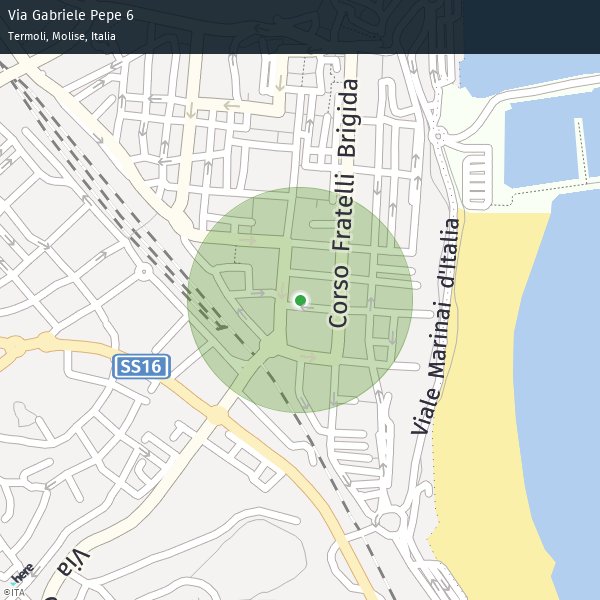 Via Gabriele Pepe 6
Termoli, Molise, Italia
Corso Fratelli Brigida
Viale Marinai d'Italia
SS16
Via
here
©ITA